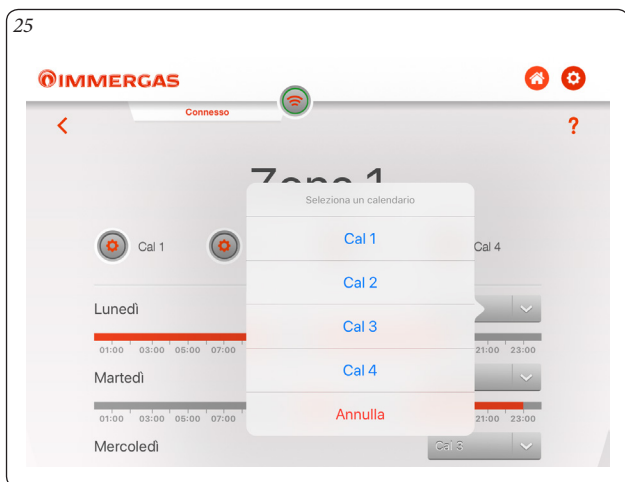 25
IMMERGAS
Connesso
?
Zona 1
Seleziona un calendario
Cal 1
Cal 4
Cal 1
Cal 2
Cal 3
Cal 4
Annulla
Lunedì
01:00 03:00 05:00 07:00 21:00 23:00
Martedì
01:00 03:00 05:00 07:00 21:00 23:00
Mercoledì
Cal 3